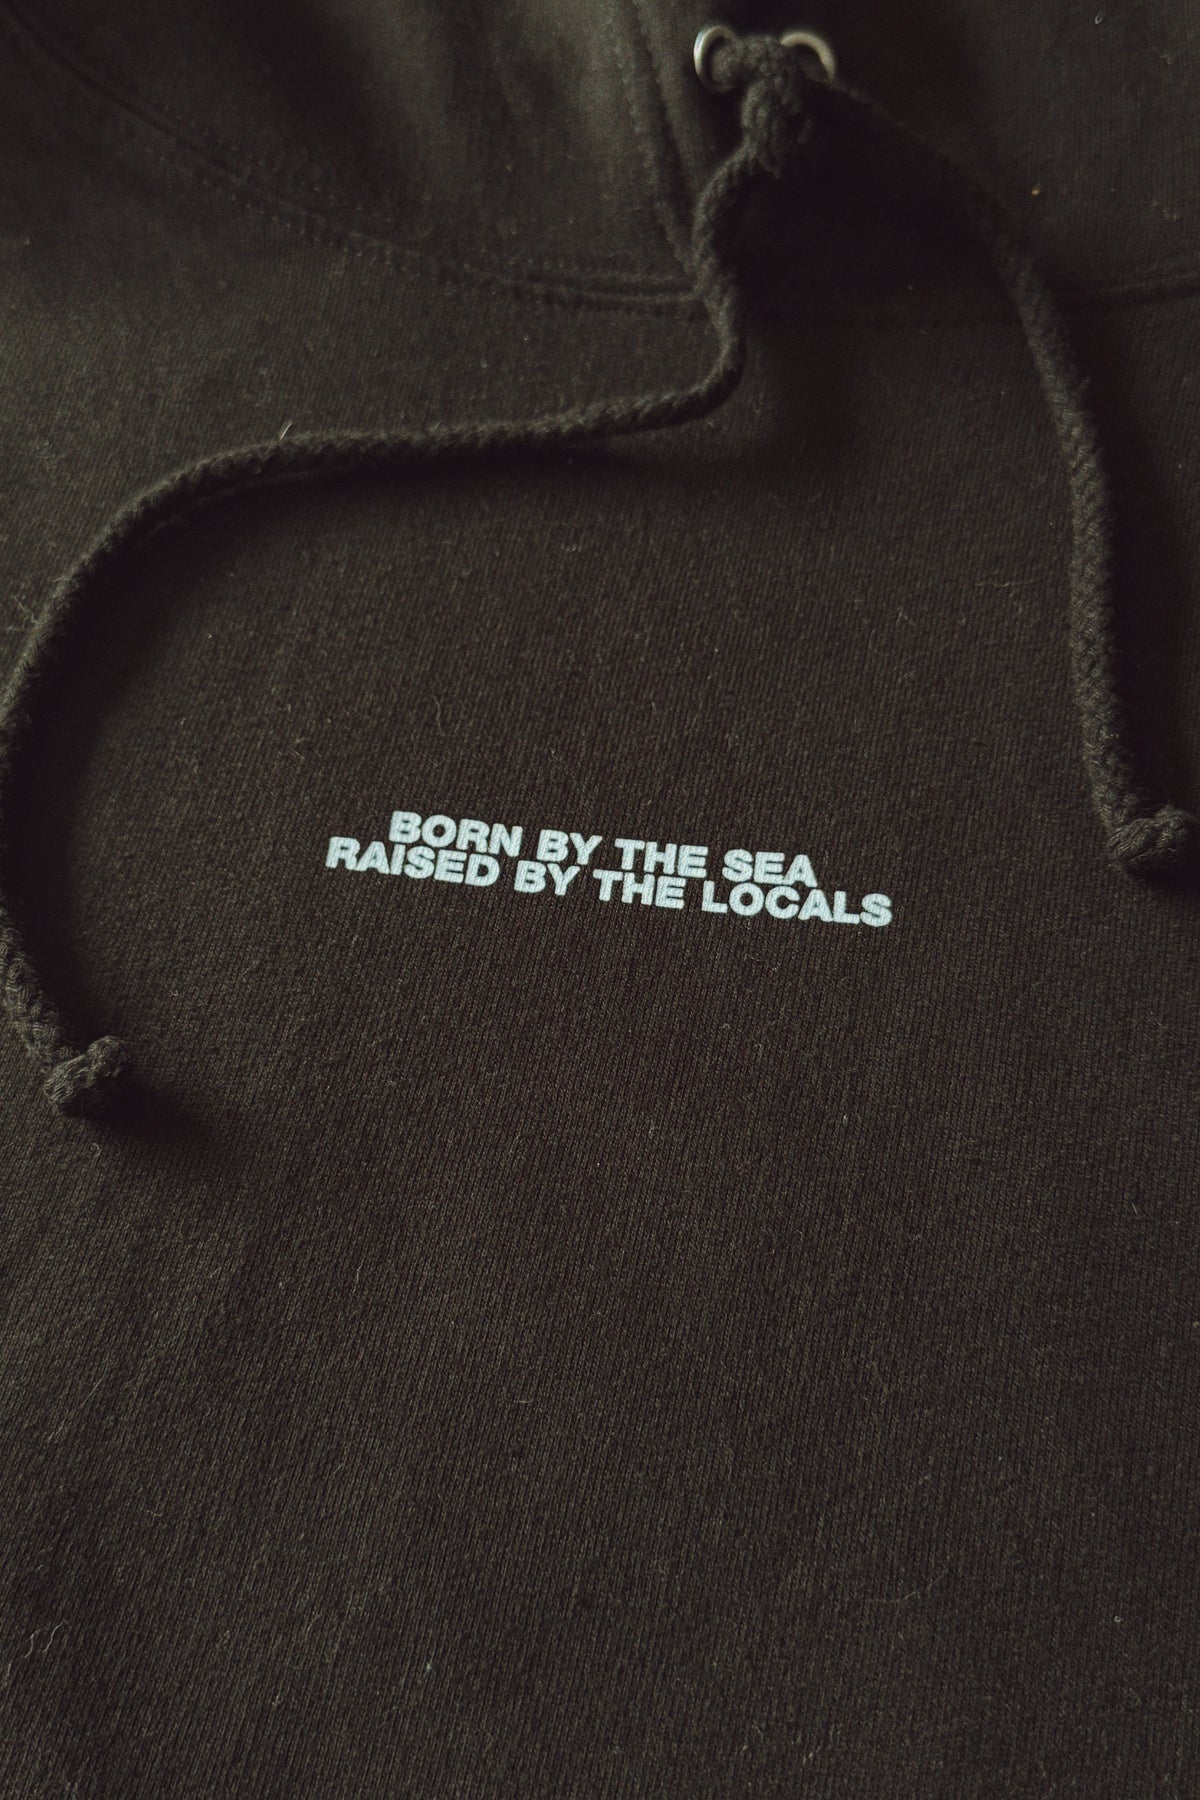 BORN BY THE SEA
RAISED BY THE LOCALS